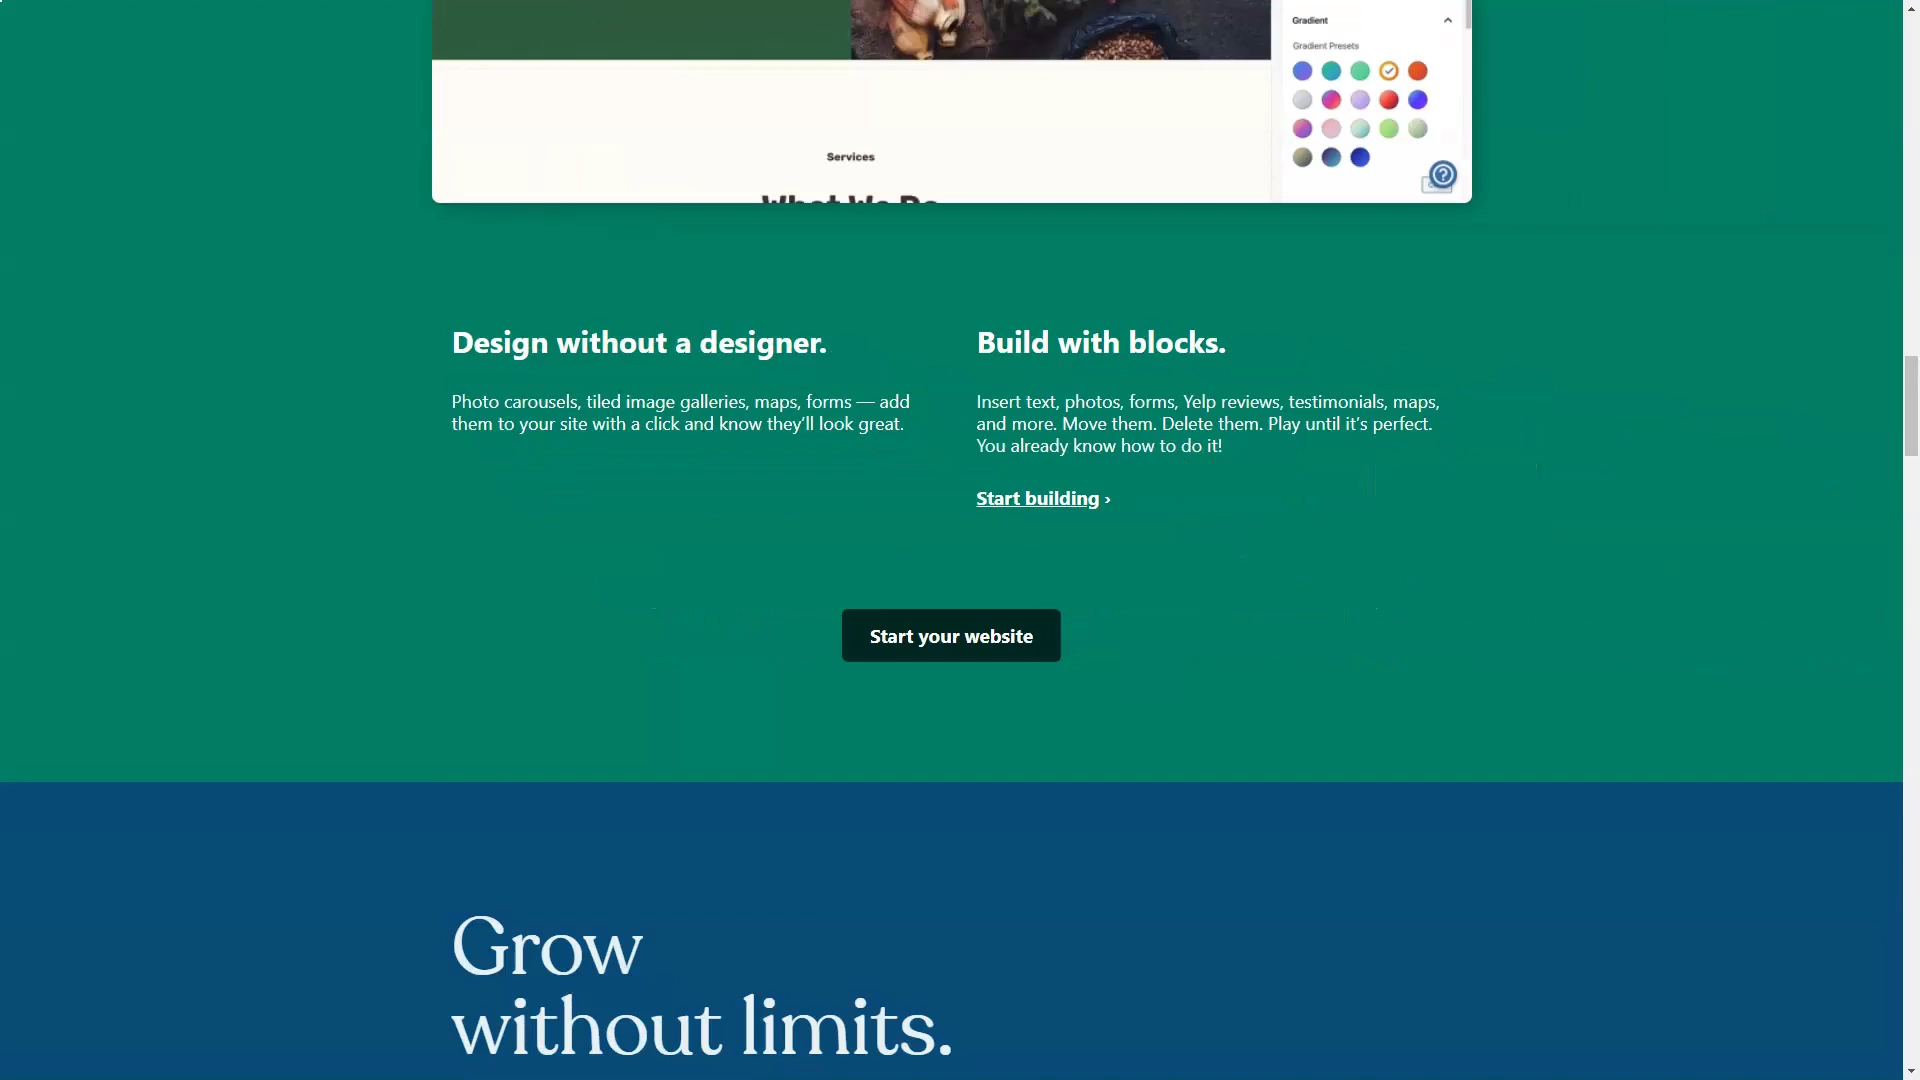 Gradient
Gradient Presets
Services
What We Do
Design without a designer.
Photo carousels, tiled image galleries, maps, forms — add
them to your site with a click and know they’ll look great.
Build with blocks.
Insert text, photos, forms, Yelp reviews, testimonials, maps,
and more. Move them. Delete them. Play until it’s perfect.
You already know how to do it!
Start building ›
Start your website
Grow
without limits.